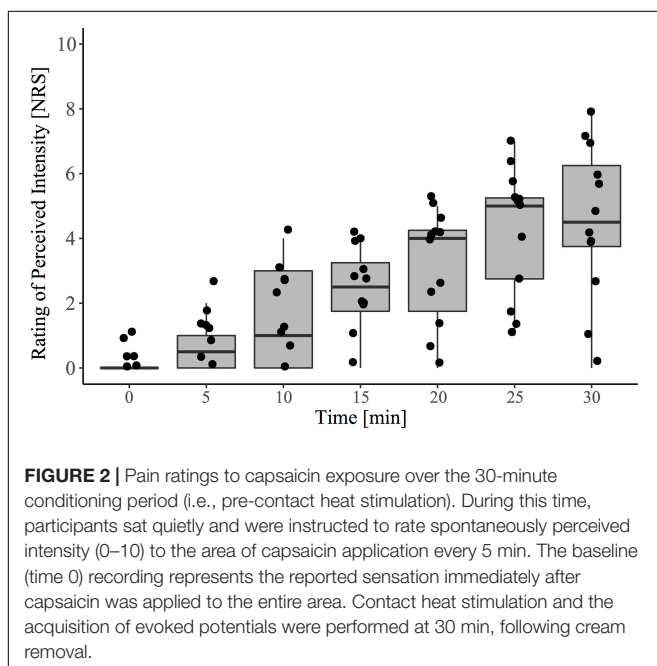 10
8
6
4
2
0
Rating of Perceived Intensity [NRS]
0 5 10 15 20 25 30
Time [min]
FIGURE 2 | Pain ratings to capsaicin exposure over the 30-minute
conditioning period (i.e., pre-contact heat stimulation). During this time,
participants sat quietly and were instructed to rate spontaneously perceived
intensity (0–10) to the area of capsaicin application every 5 min. The baseline
(time 0) recording represents the reported sensation immediately after
capsaicin was applied to the entire area. Contact heat stimulation and the
acquisition of evoked potentials were performed at 30 min, following cream
removal.